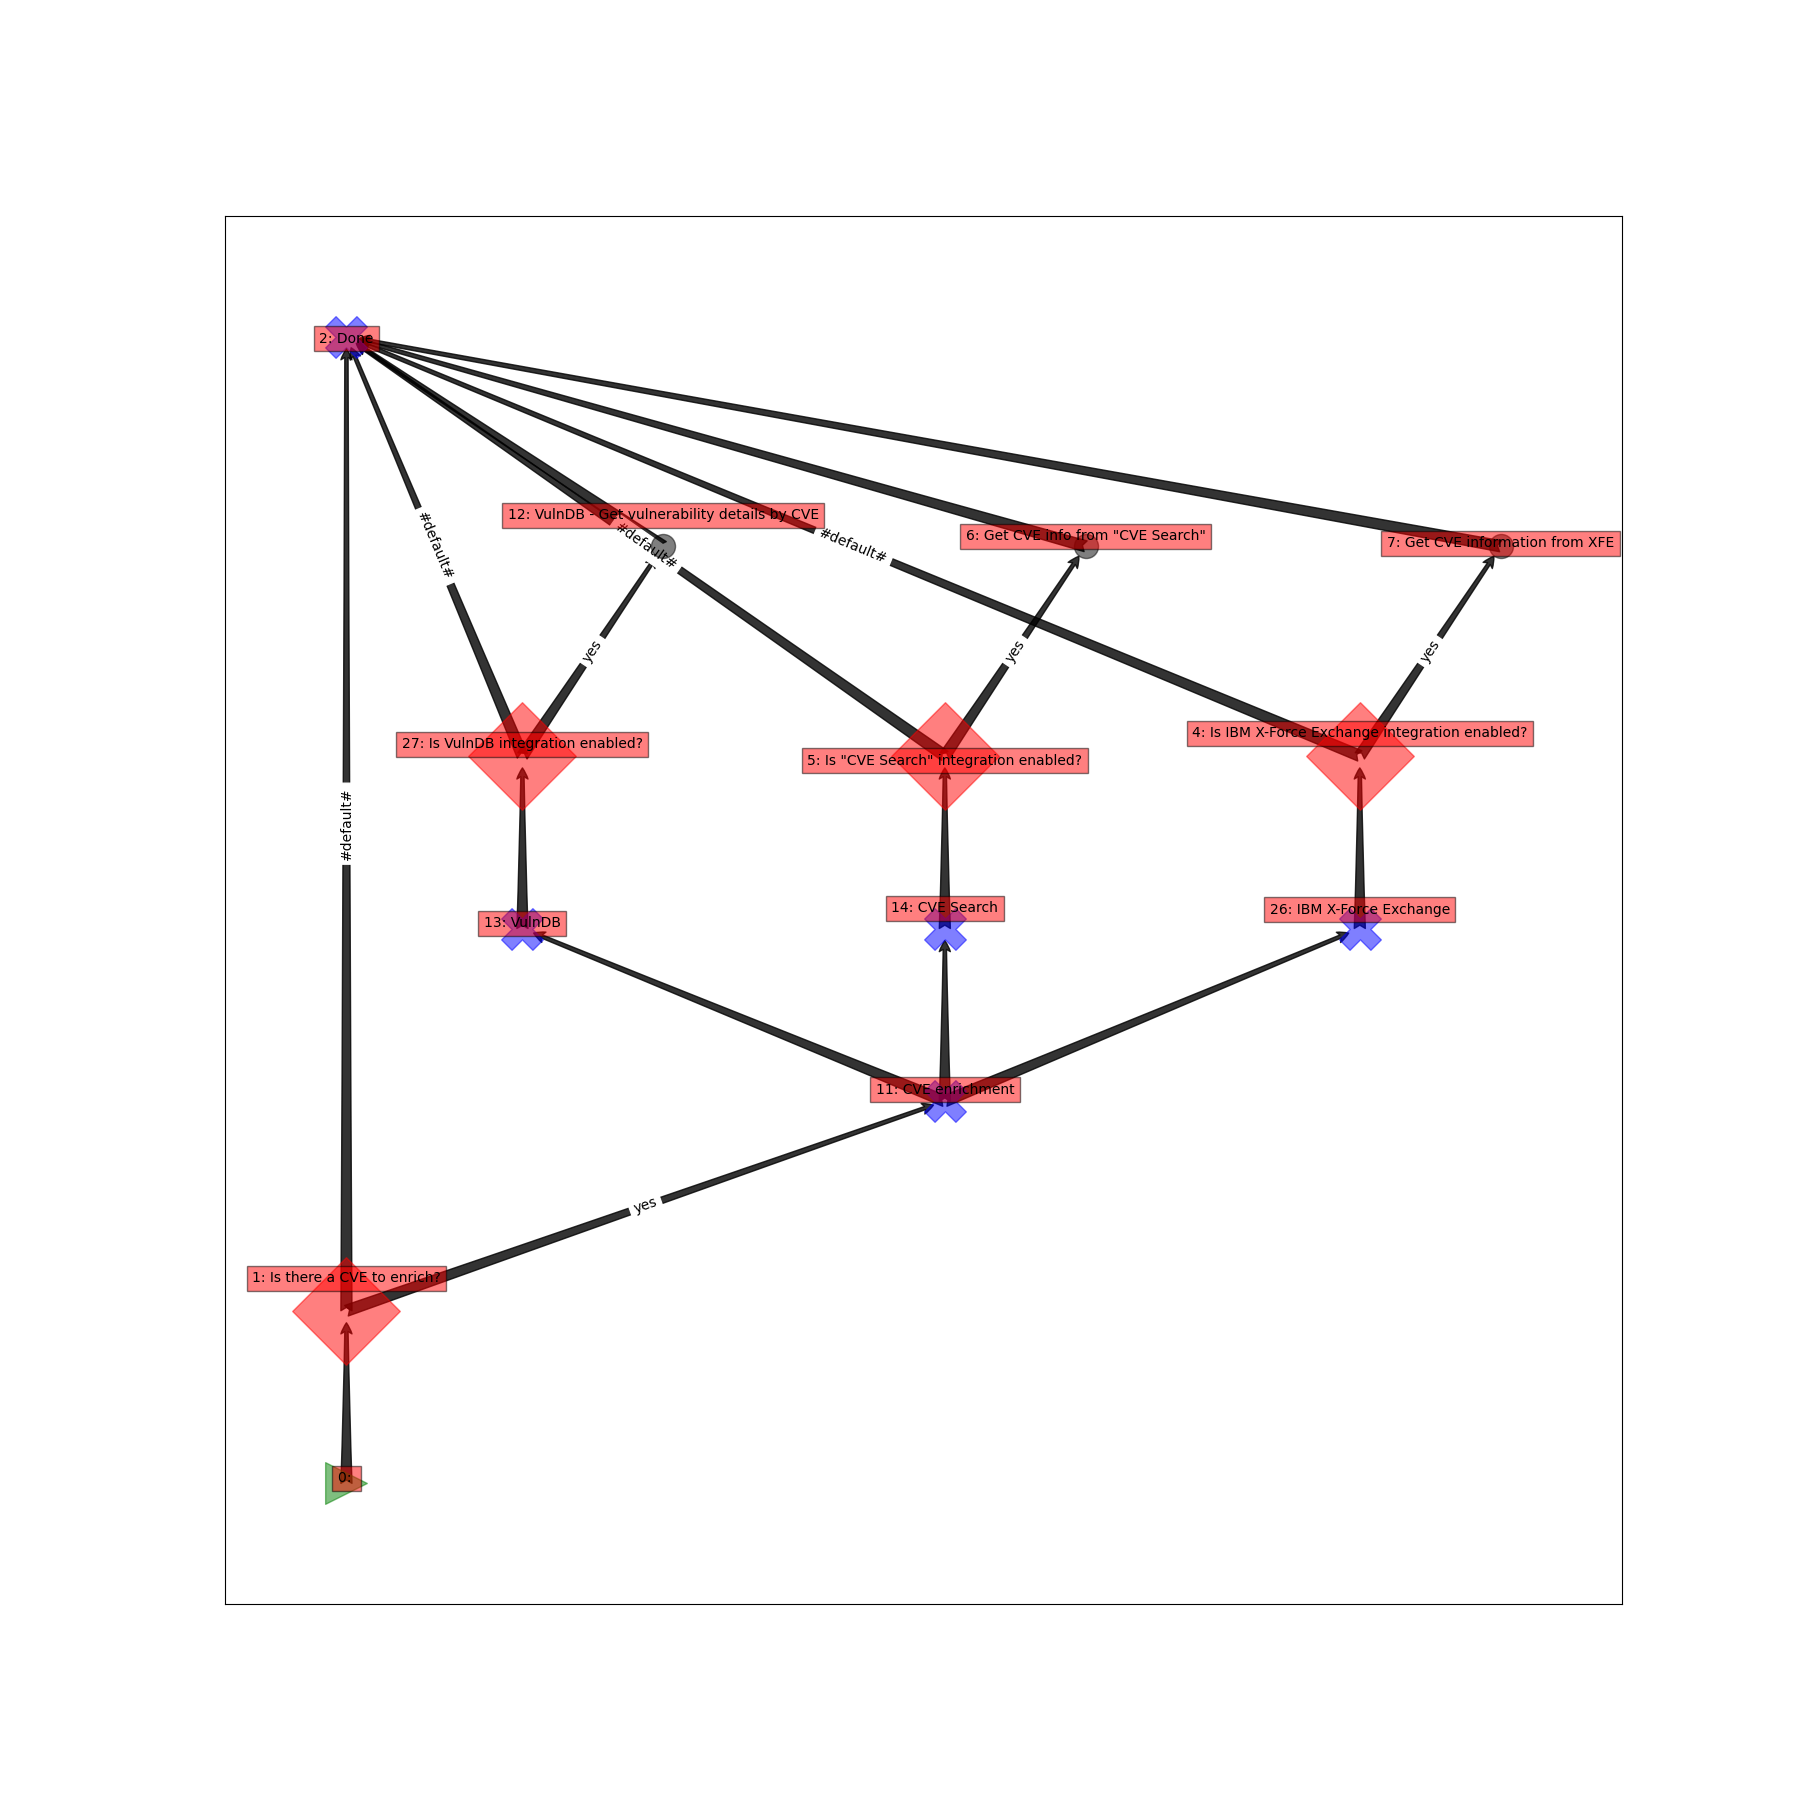 2: Done
12: VulnDB - Get vulnerability details by CVE
6: Get CVE info from "CVE Search"
7: Get CVE information from XFE
#default#
#default#
#default#
yes
yes
yes
27: Is VulnDB integration enabled?
5: Is "CVE Search" integration enabled?
4: Is IBM X-Force Exchange integration enabled?
#default#
13: VulnDB
14: CVE Search
26: IBM X-Force Exchange
11: CVE enrichment
yes
1: Is there a CVE to enrich?
0: